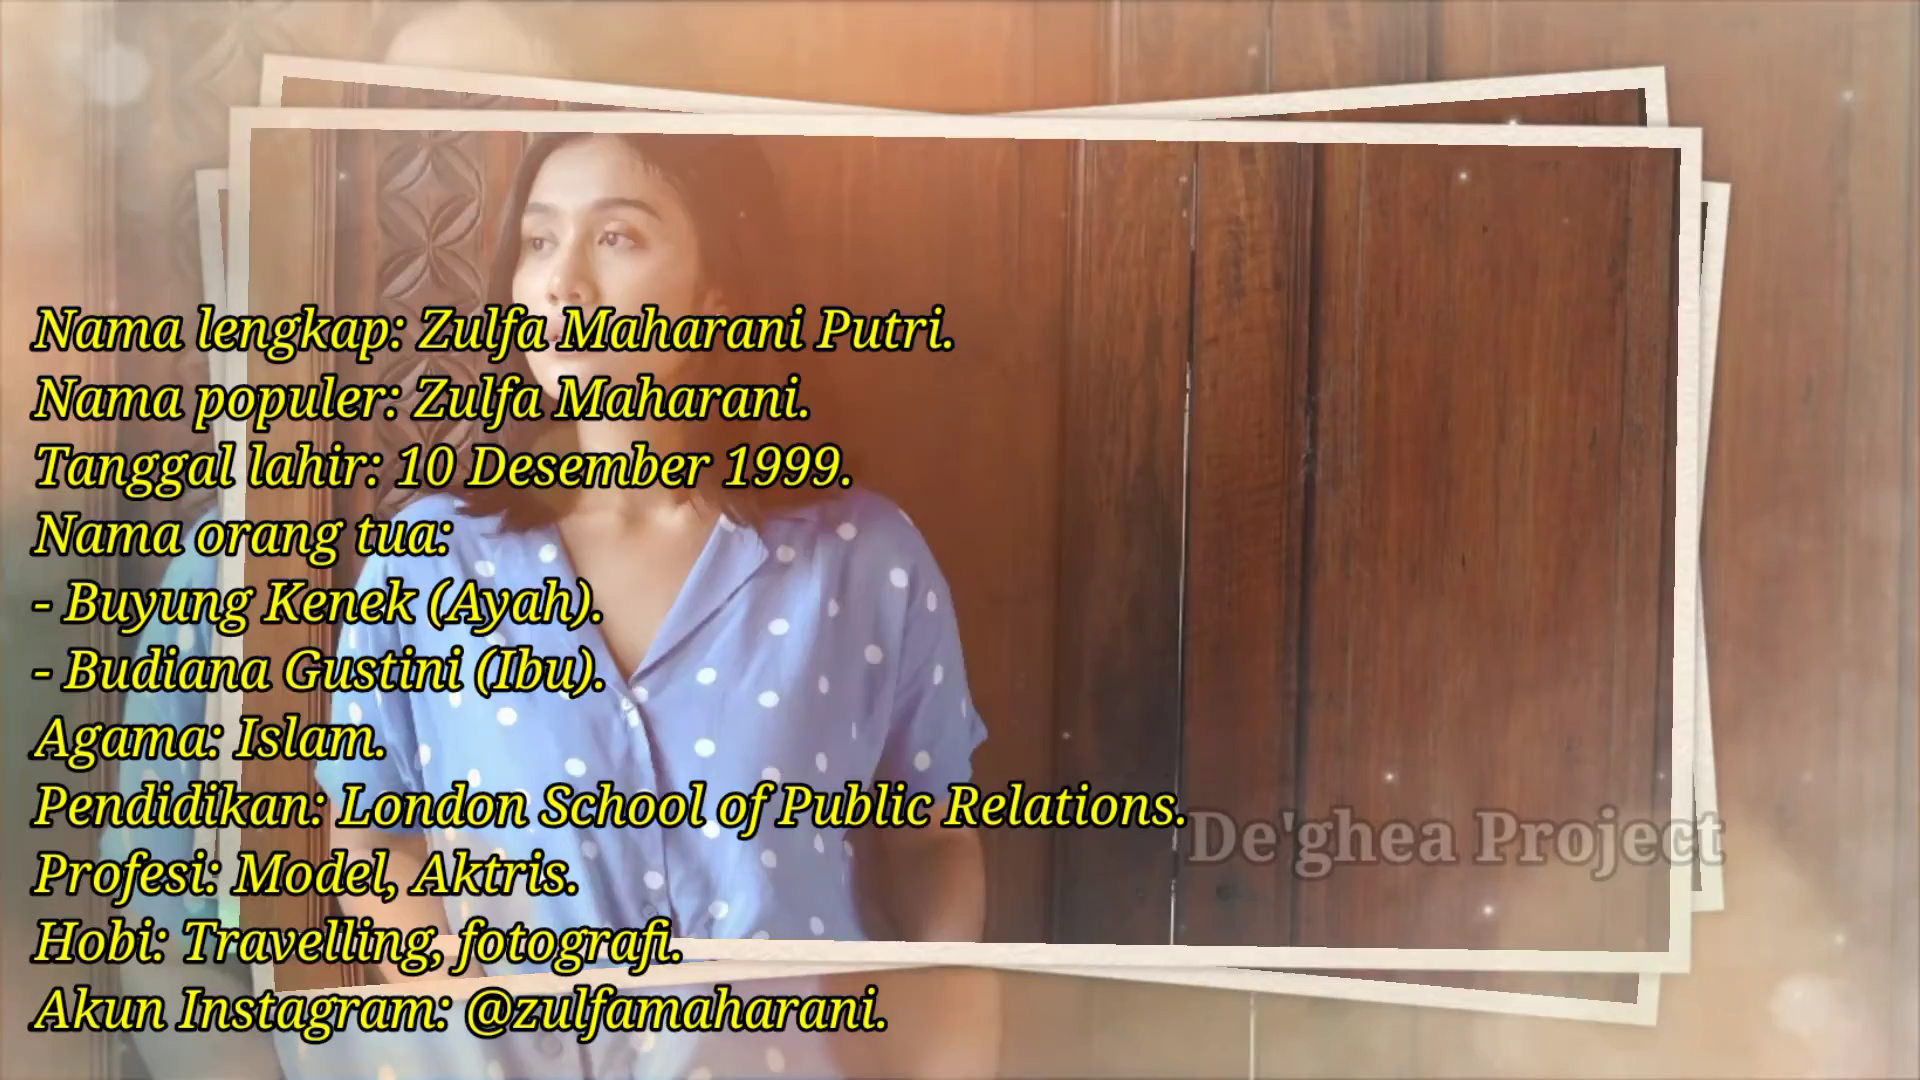 Nama lengkap: Zulfa Maharani Putri.
Nama populer: Zulfa Maharani.
Tanggal lahir: 10 Desember 1999.
Nama orang tua:
- Buyung Kenek (Ayah).
- Budiana Gustini (Ibu).
Agama: Islam.
Pendidikan: London School of Public Relations.
De'ghea Project
Profesi: Model, Aktris.
Hobi: Travelling, fotografi.
Akun Instagram: @zulfamaharani.